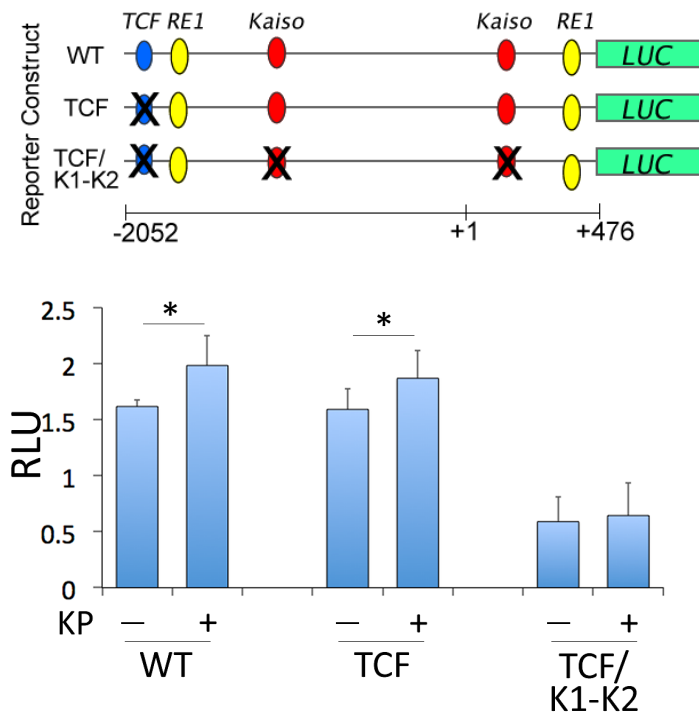 TCF RE1 Kaiso Kaiso RE1
Reporter Construct
WT LUC
TCF LUC
TCF/
K1-K2 LUC
-2052 +1 +476
*
*
RLU
2.5
2
1.5
1
0.5
0
KP — + — + — +
WT TCF TCF/
K1-K2